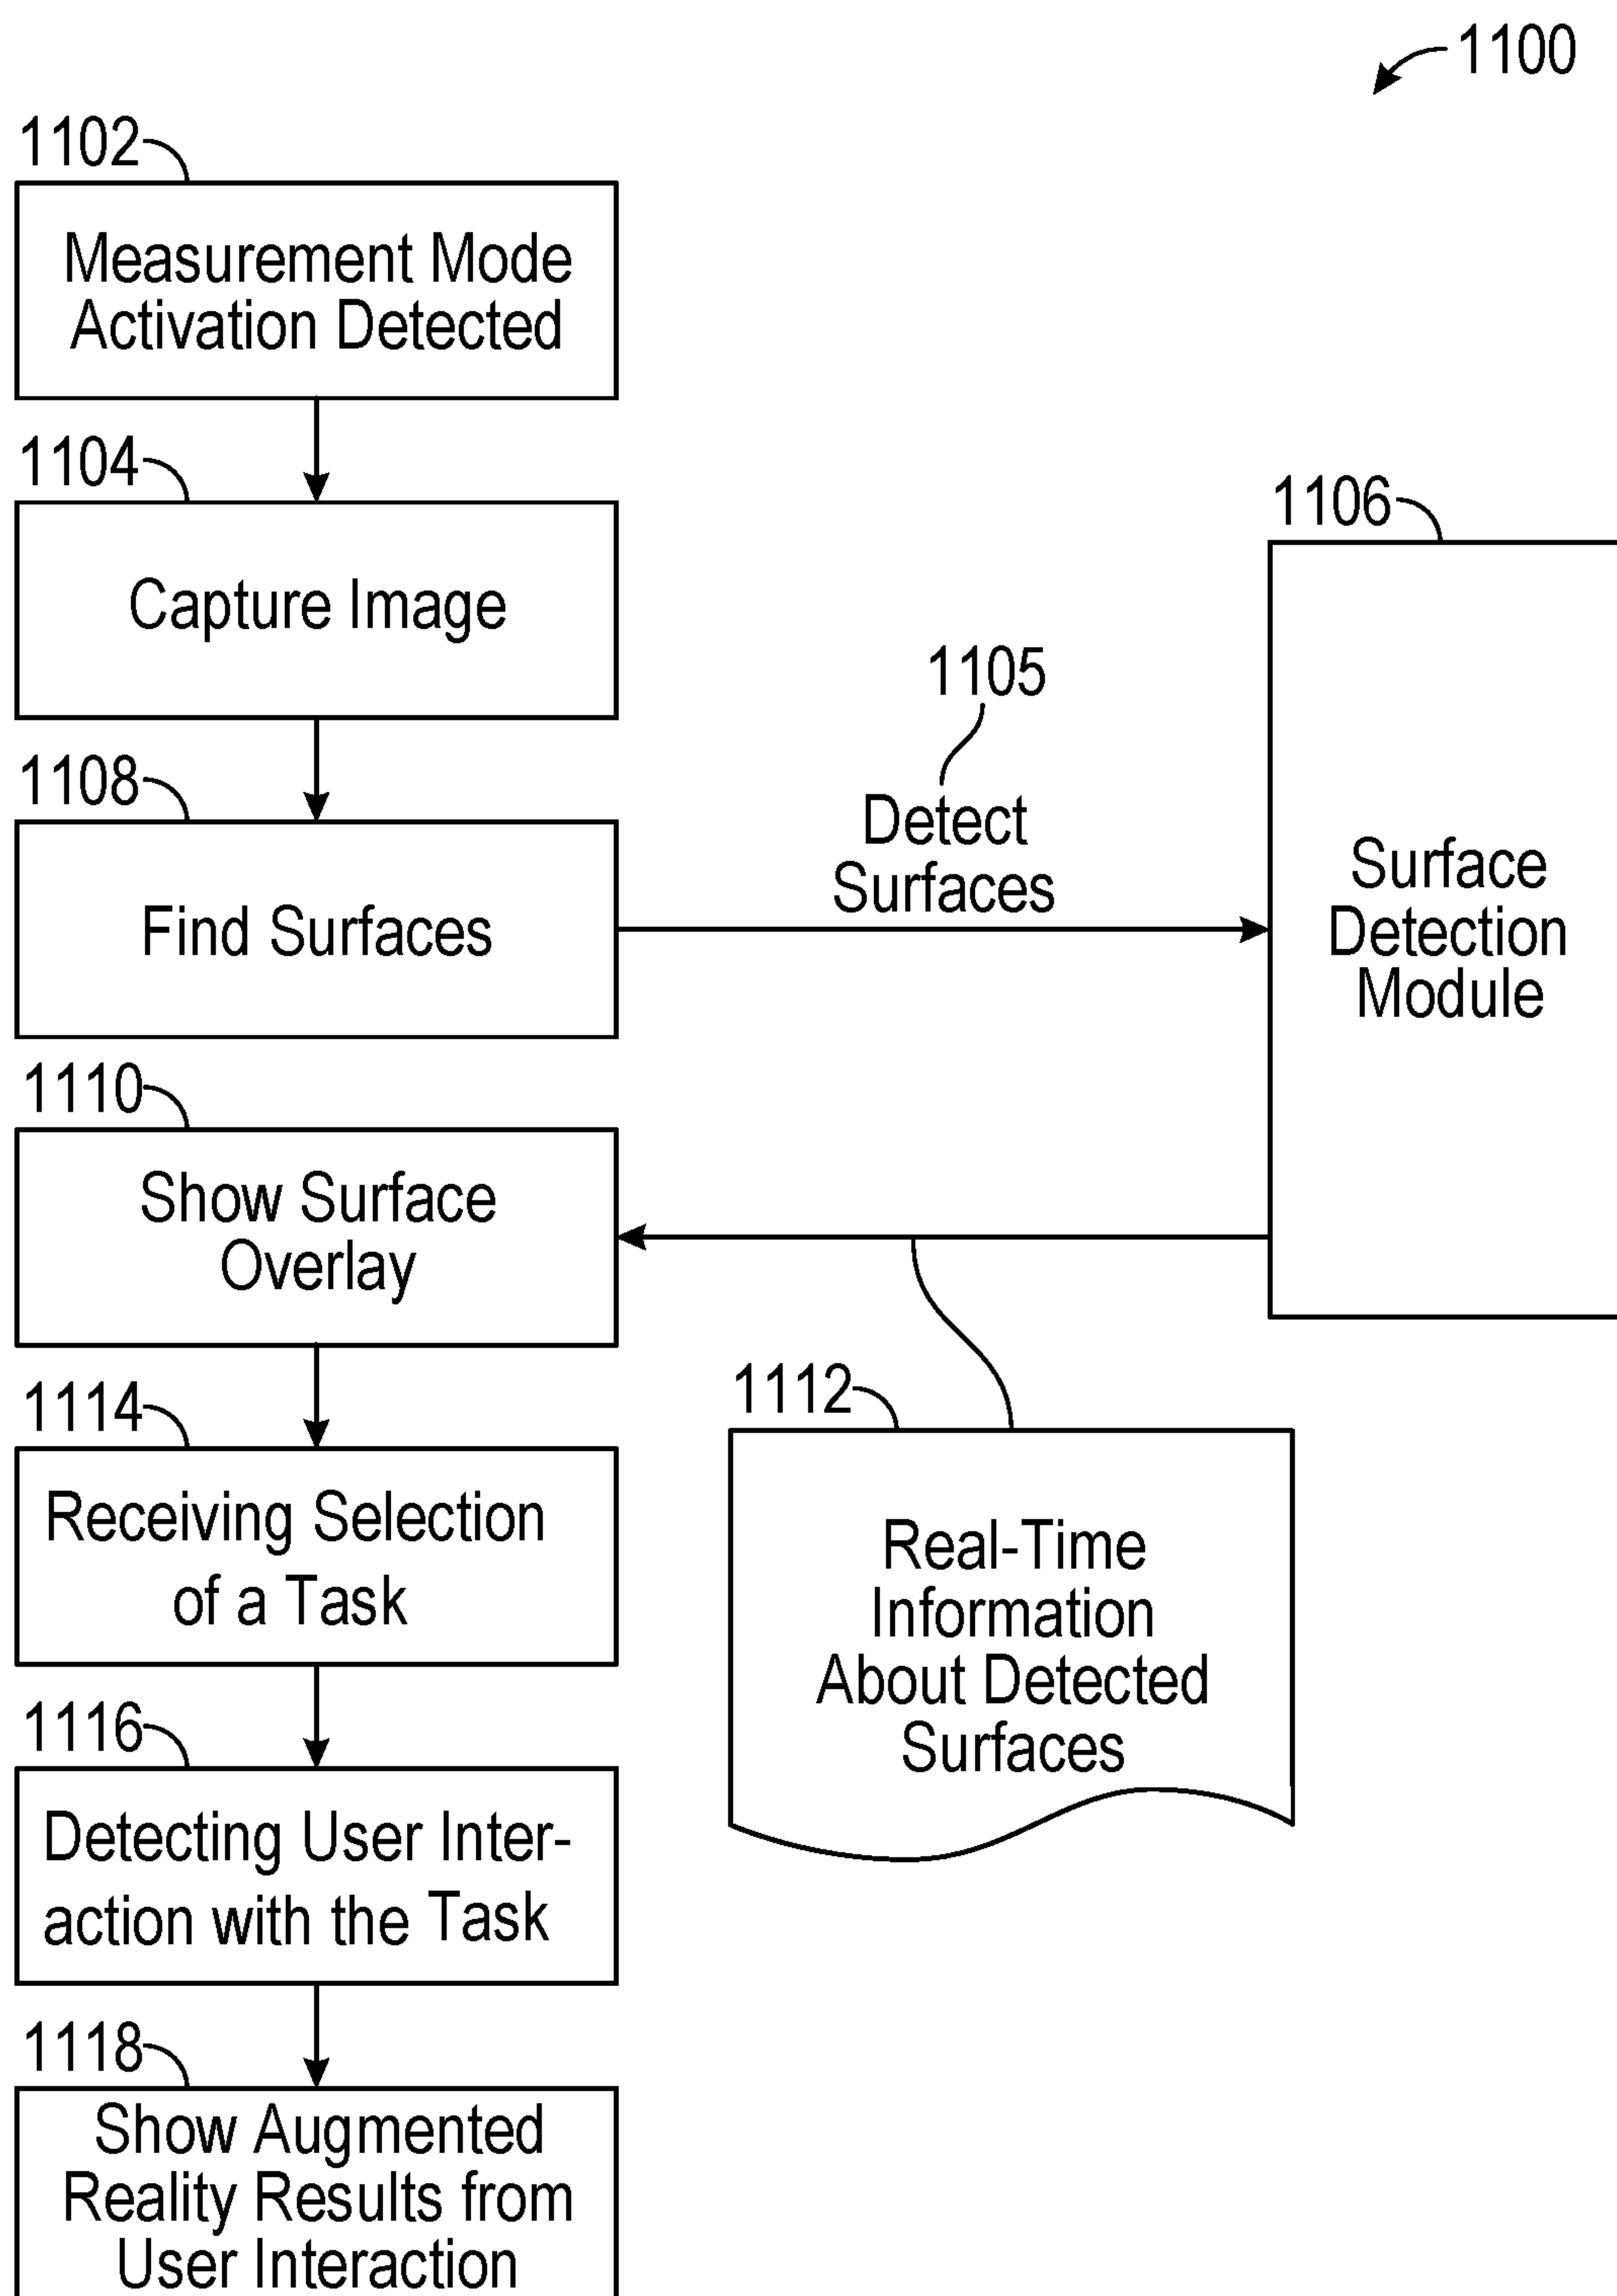 1100
1102
Measurement Mode
Activation Detected
1104
Capture Image
1106
1105
Detect
Surfaces
Surface
Detection
Module
1108
Find Surfaces
1110
Show Surface
Overlay
1112
Real-Time
Information
About Detected
Surfaces
1114
Receiving Selection
of a Task
1116
Detecting User Inter-
action with the Task
1118
Show Augmented
Reality Results from
User Interaction